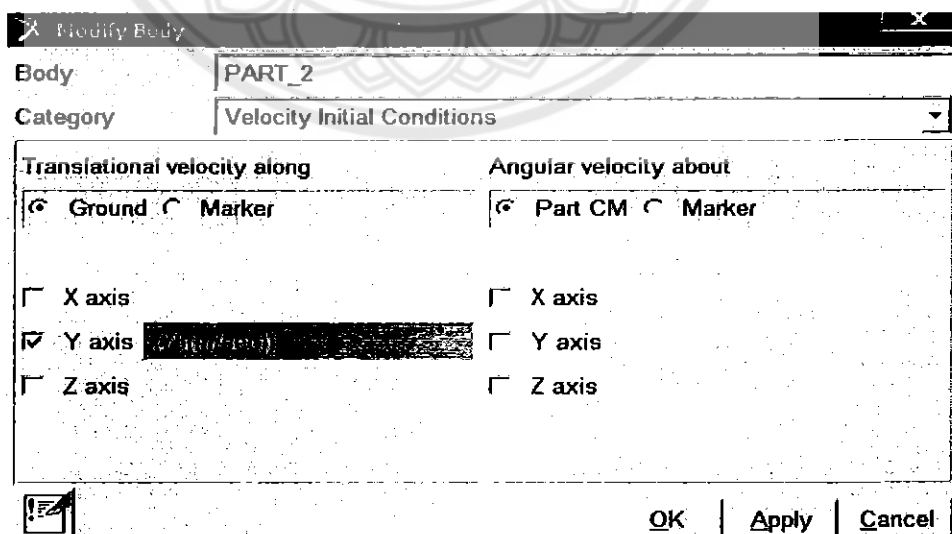 Modify Body
Body PART_2
Category Velocity Initial Conditions
Translational velocity along Angular velocity about
Ground Marker Part CM Marker
X axis X axis
Y axis Y axis
Z axis Z axis
OK Apply Cancel